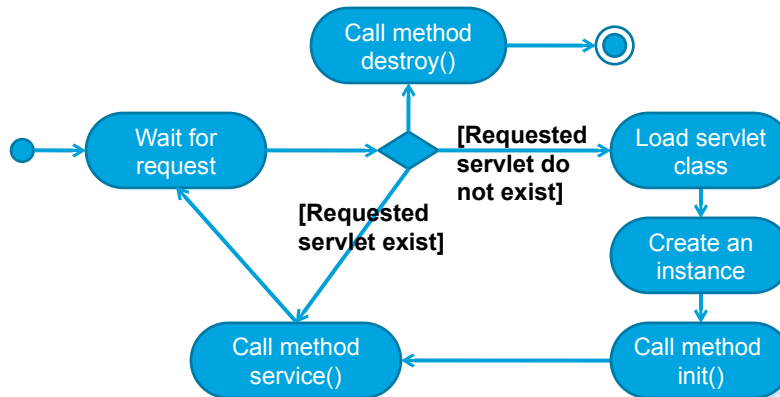 Call method
destroy()
Wait for
request
[Requested
servlet do
not exist]
Load servlet
class
[Requested
servlet exist]
Create an
instance
Call method
service()
Call method
init()